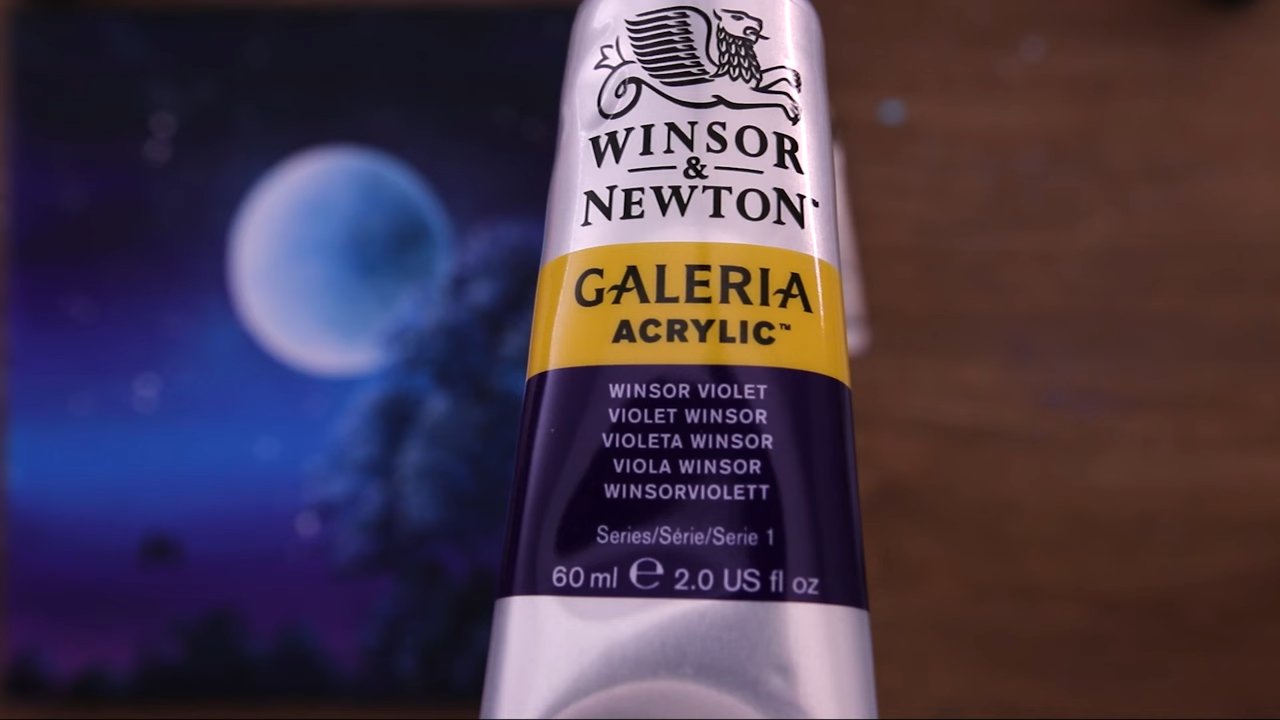 WINSOR
&
NEWTON™
GALERIA
ACRYLIC™
WINSOR VIOLET
VIOLET WINSOR
VIOLETA WINSOR
VIOLA WINSOR
WINSORVIOLETT
Series/Série/Serie 1
60 ml ℮ 2.0 US fl oz